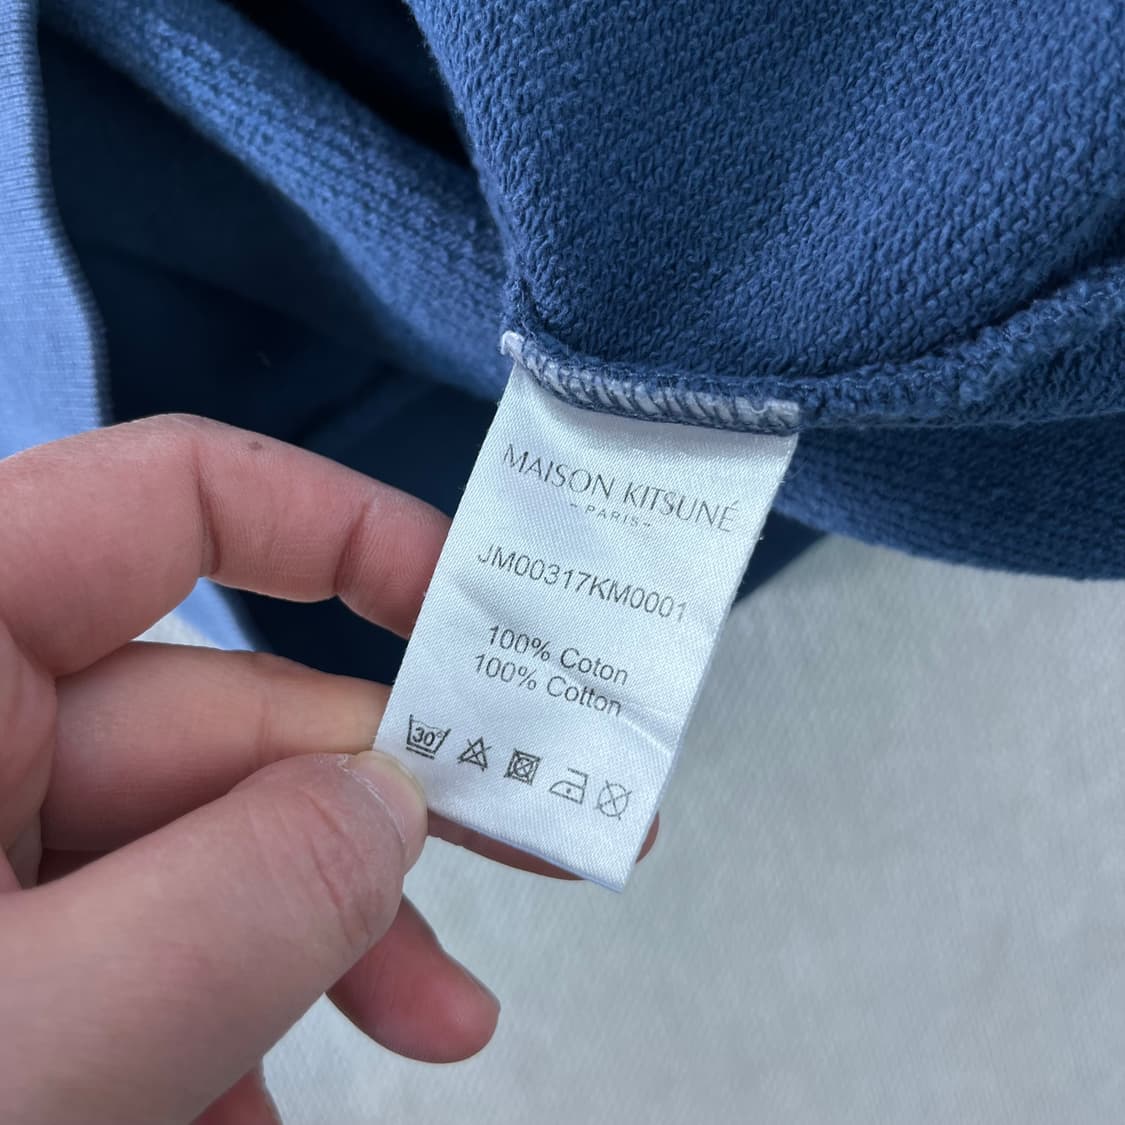 MAISON KITSUNÉ
- PARIS -
JM00317KM0001
100% Coton
100% Cotton
30°